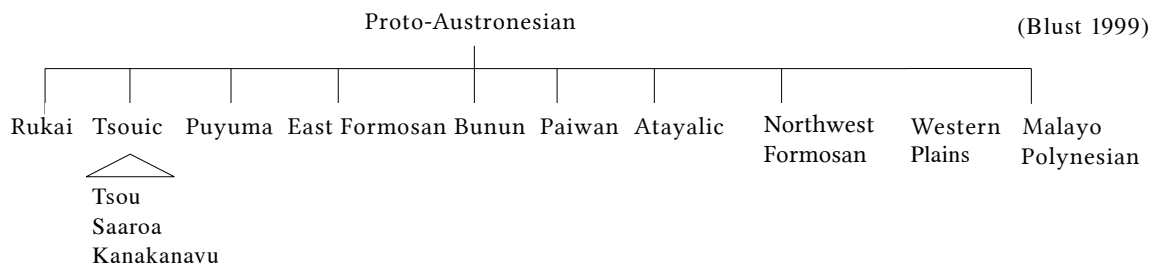 Proto-Austronesian
(Blust 1999)
Rukai
Tsouic
Puyuma
East Formosan
Bunun
Paiwan
Atayalic
Northwest
Formosan
Western
Plains
Malayo
Polynesian
Tsou
Saaroa
Kanakanavu